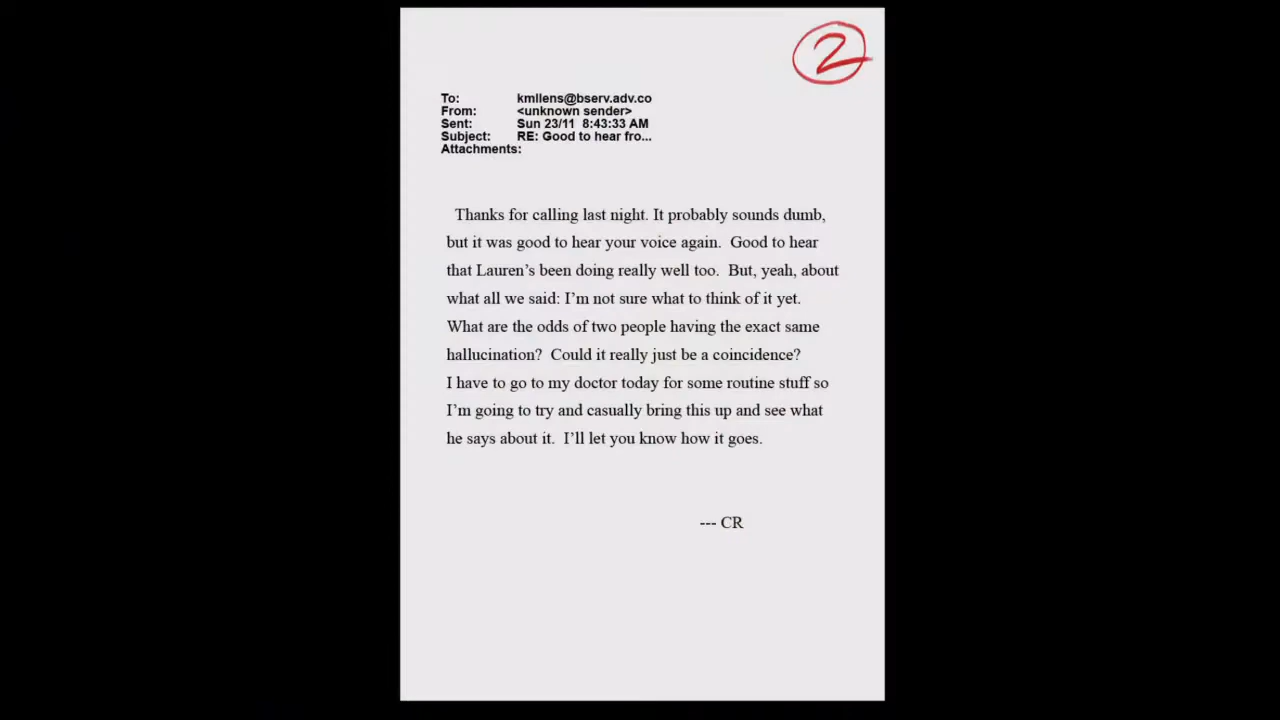 2
To: kmllens@bserv.adv.co
From: <unknown sender>
Sent: Sun 23/11 8:43:33 AM
Subject: RE: Good to hear fro...
Attachments:
Thanks for calling last night. It probably sounds dumb,
but it was good to hear your voice again. Good to hear
that Lauren's been doing really well too. But, yeah, about
what all we said: I'm not sure what to think of it yet.
What are the odds of two people having the exact same
hallucination? Could it really just be a coincidence?
I have to go to my doctor today for some routine stuff so
I'm going to try and casually bring this up and see what
he says about it. I'll let you know how it goes.
--- CR